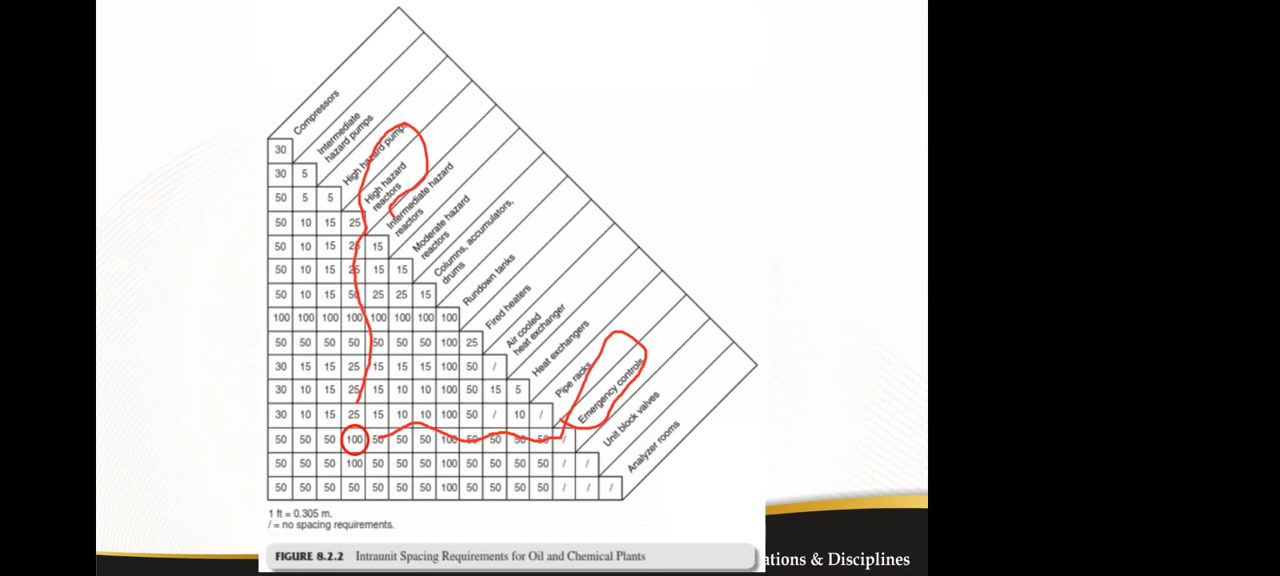 Compressors
30
Intermediate
hazard pumps
30 5
High hazard pumps
50 5 5
High hazard
reactors
50 10 15 25
Intermediate hazard
reactors
50 10 15 25 15
Moderate hazard
reactors
50 10 15 25 15 15
Columns, accumulators,
drums
50 10 15 50 25 25 15
Rundown tanks
100 100 100 100 100 100 100 100
Fired heaters
50 50 50 50 50 50 50 100 25
Air cooled
heat exchanger
30 15 15 25 15 15 15 100 50 /
Heat exchangers
30 10 15 25 15 10 10 100 50 15 5
Pipe racks
30 10 15 25 15 10 10 100 50 / 10 /
Emergency controls
50 50 50 100 50 50 50 100 50 50 50 50 /
Unit block valves
50 50 50 100 50 50 50 100 50 50 50 50 / /
Analyzer rooms
50 50 50 50 50 50 50 100 50 50 50 50 / / /
1 ft = 0.305 m.
/ = no spacing requirements.
FIGURE 8.2.2 Intraunit Spacing Requirements for Oil and Chemical Plants
ations & Disciplines